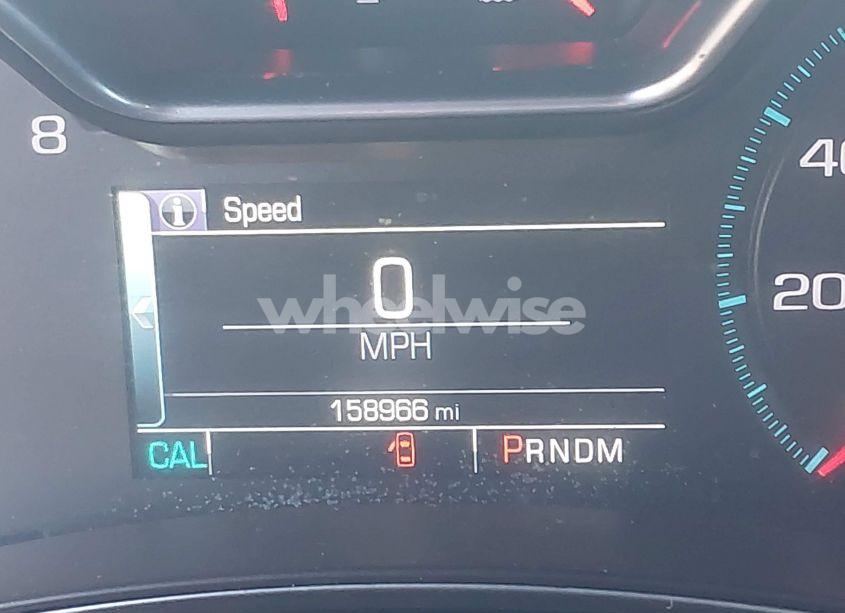 8
Speed
40
0
20
wheelwise
MPH
158966 mi
CAL
PRNDM